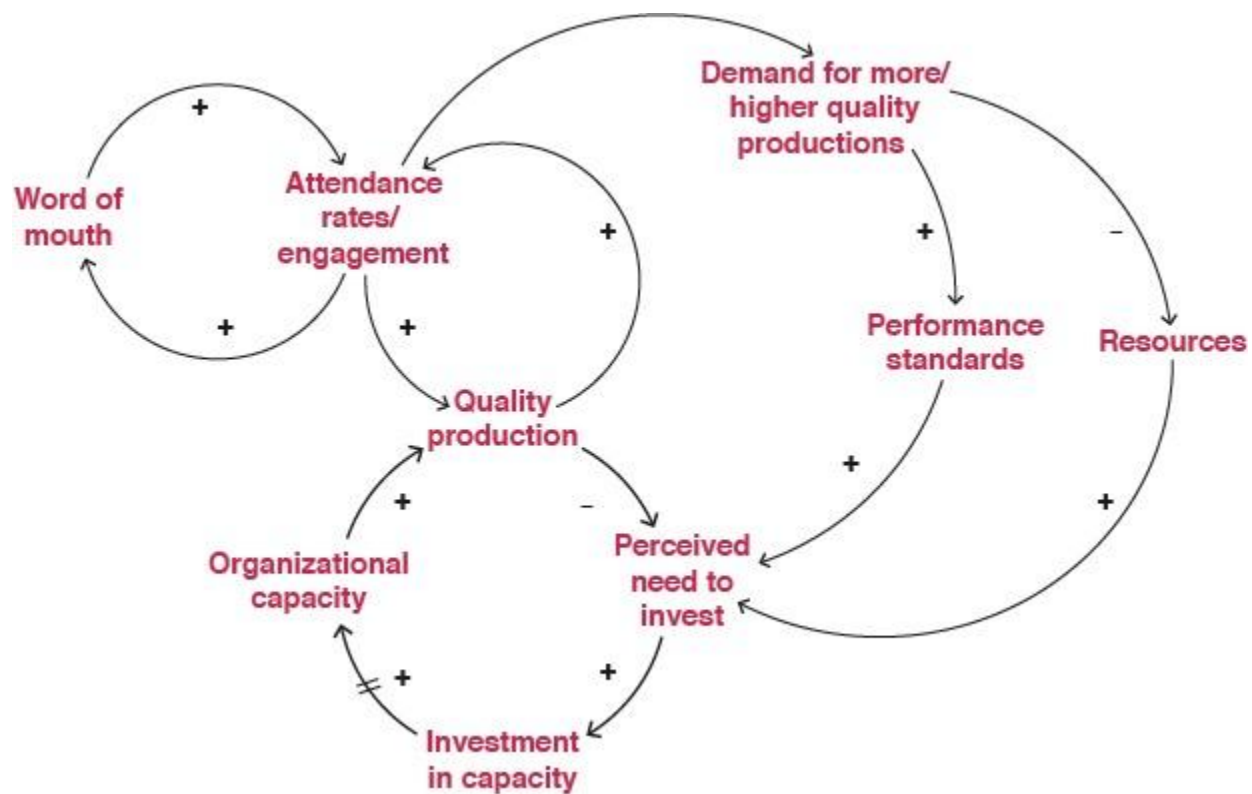 Demand for more/
higher quality
productions
+
Attendance
rates/
engagement
Word of
mouth
+
+
–
+
+
Performance
standards
Resources
Quality
production
+
+
–
+
Organizational
capacity
Perceived
need to
invest
+
+
Investment
in capacity